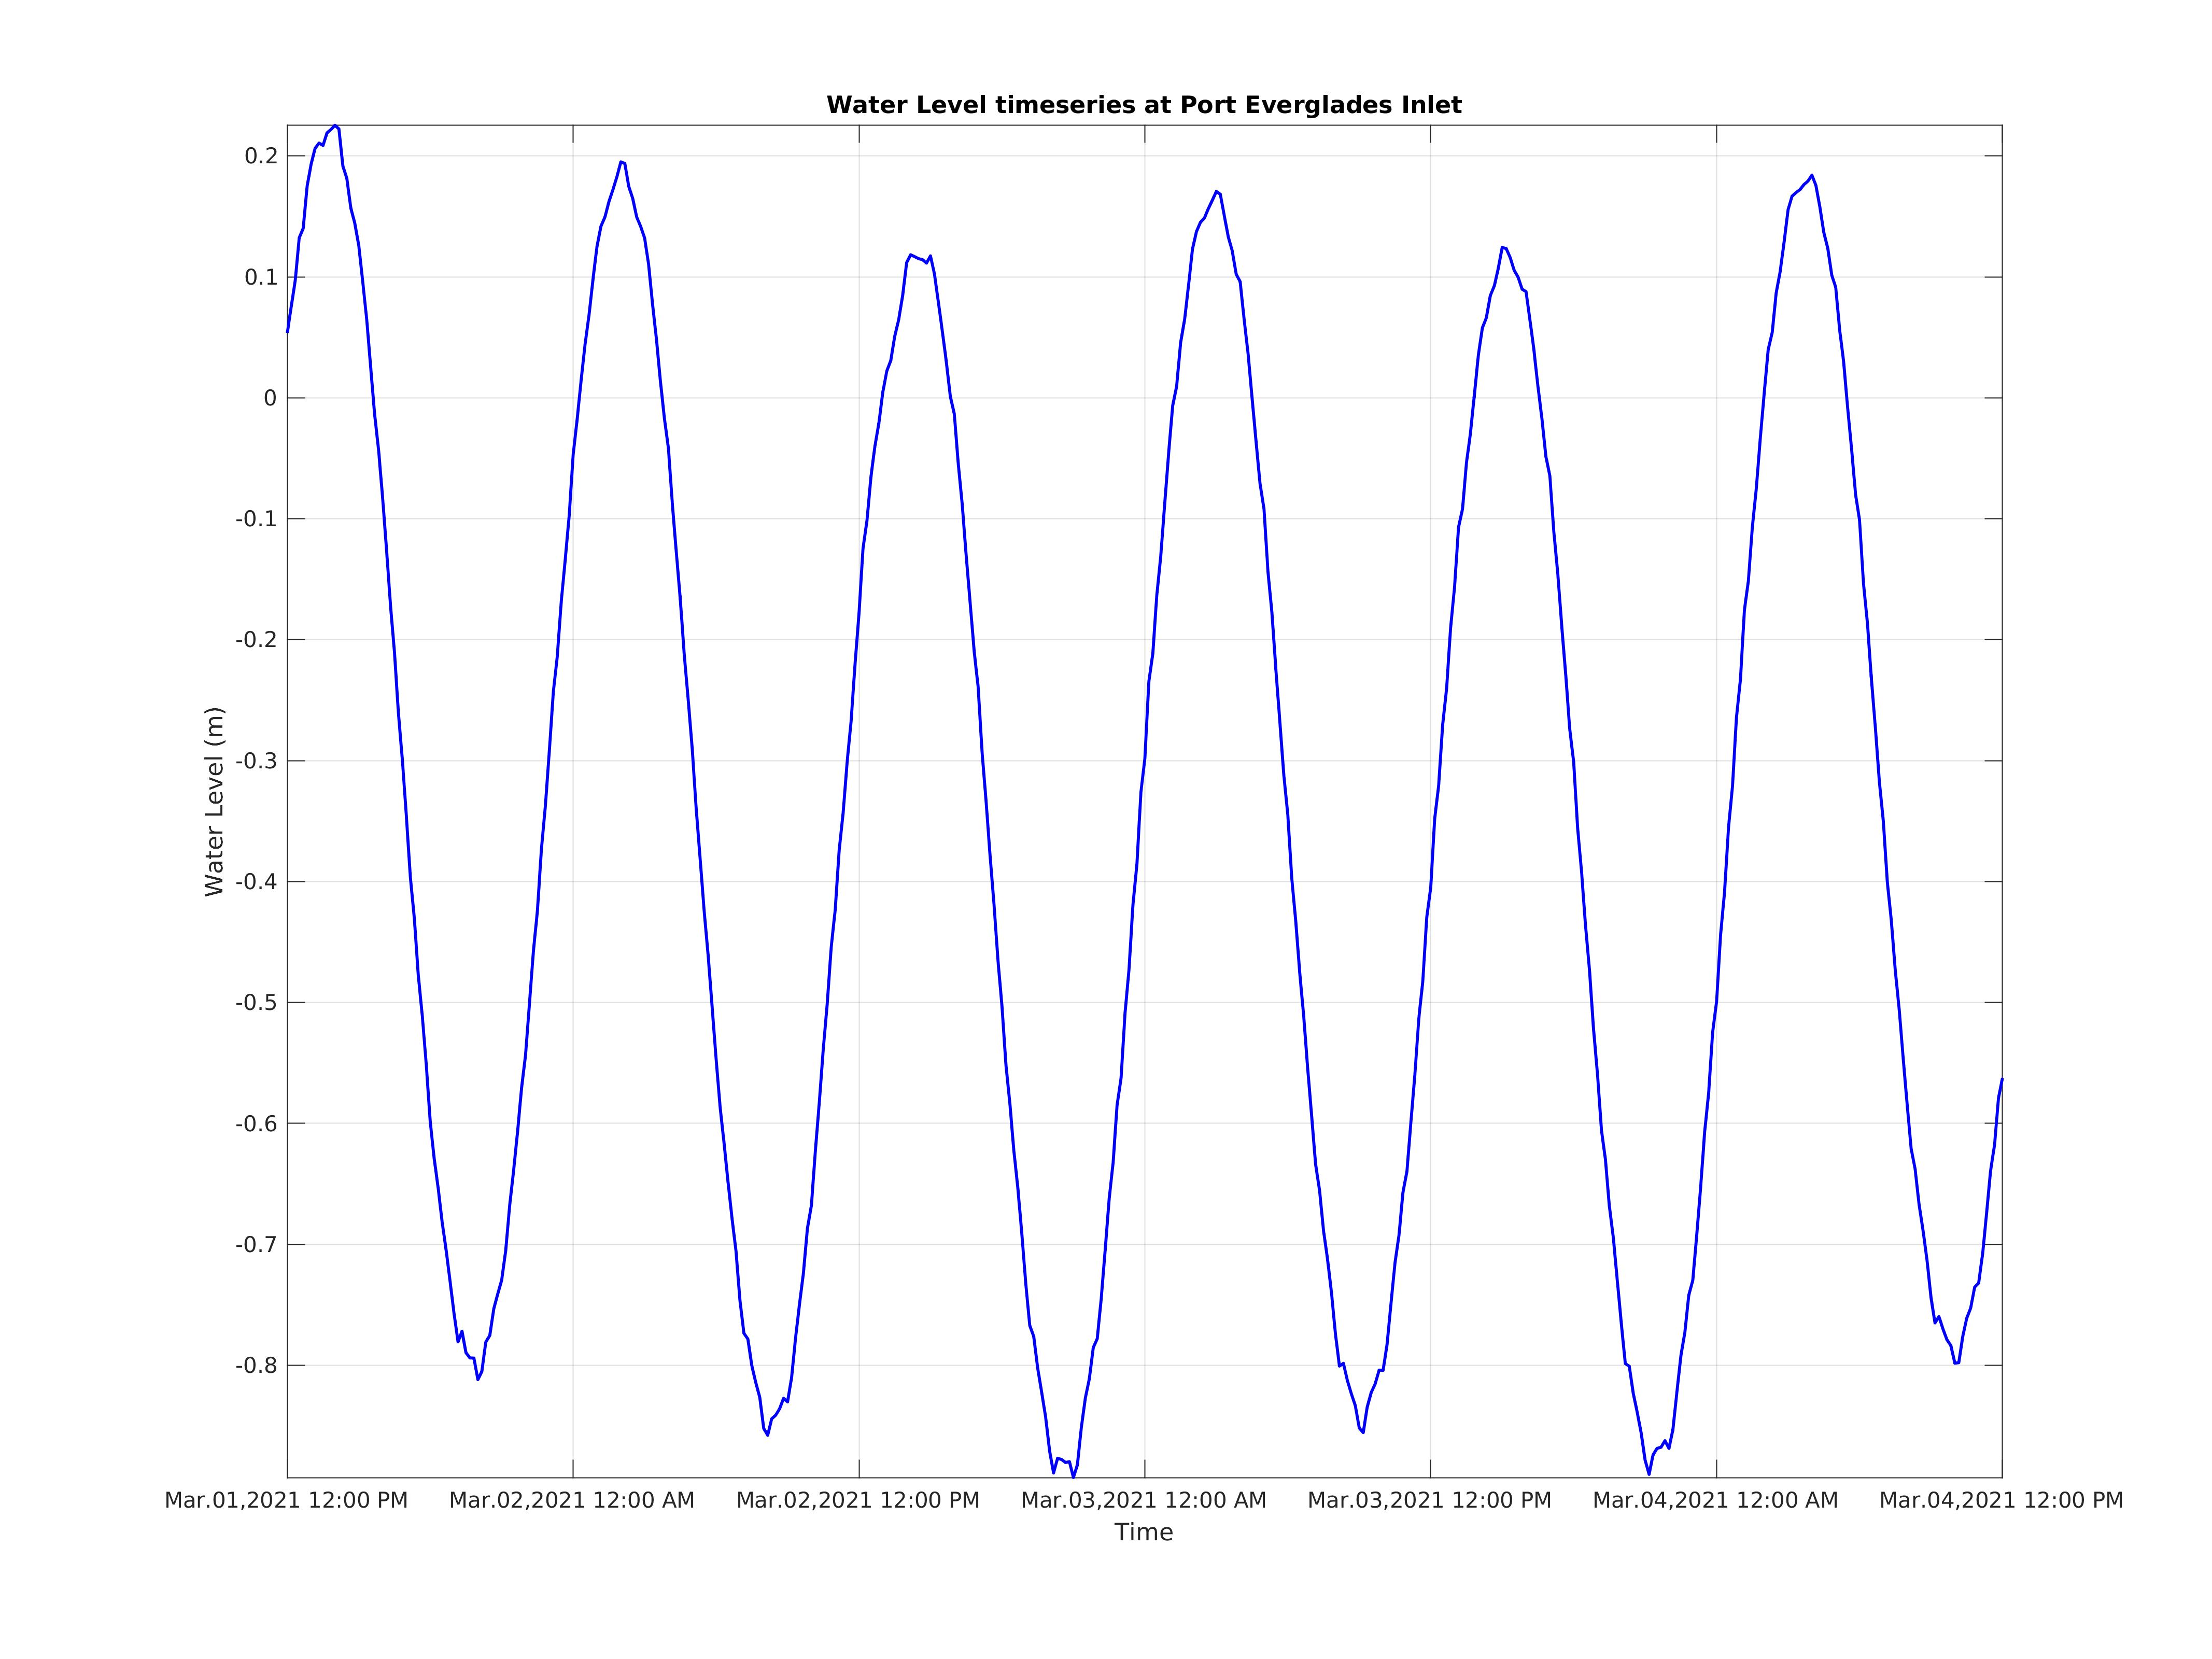 Water Level timeseries at Port Everglades Inlet
0.2
0.1
0
-0.1
-0.2
-0.3
-0.4
-0.5
-0.6
-0.7
-0.8
Water Level (m)
Mar.01,2021 12:00 PM Mar.02,2021 12:00 AM Mar.02,2021 12:00 PM Mar.03,2021 12:00 AM Mar.03,2021 12:00 PM Mar.04,2021 12:00 AM Mar.04,2021 12:00 PM
Time